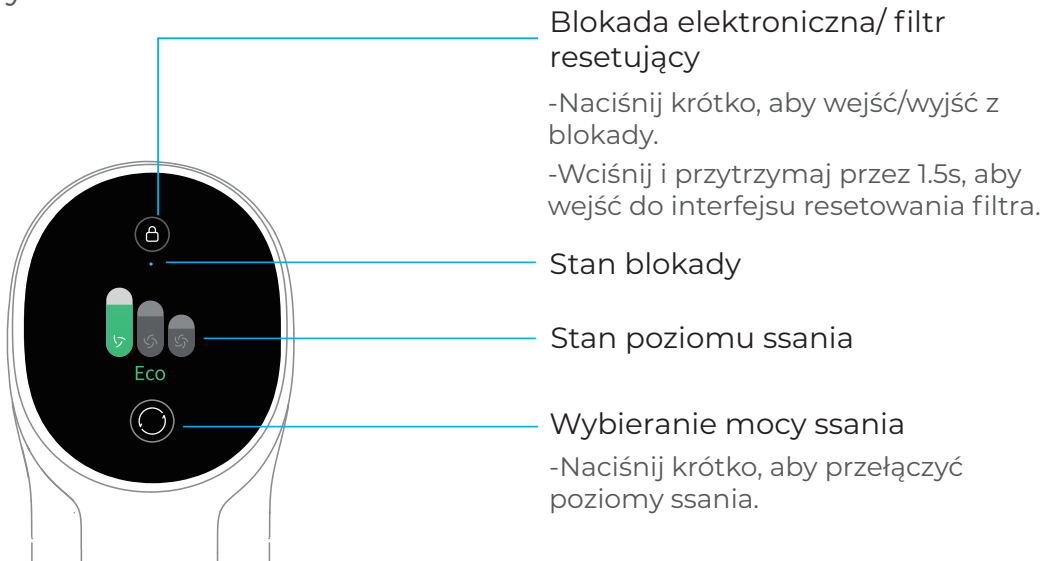 Blokada elektroniczna/ filtr
resetujący
-Naciśnij krótko, aby wejść/wyjść z
blokady.
-Wciśnij i przytrzymaj przez 1.5s, aby
wejść do interfejsu resetowania filtra.
Stan blokady
Stan poziomu ssania
Eco
Wybieranie mocy ssania
-Naciśnij krótko, aby przełączyć
poziomy ssania.